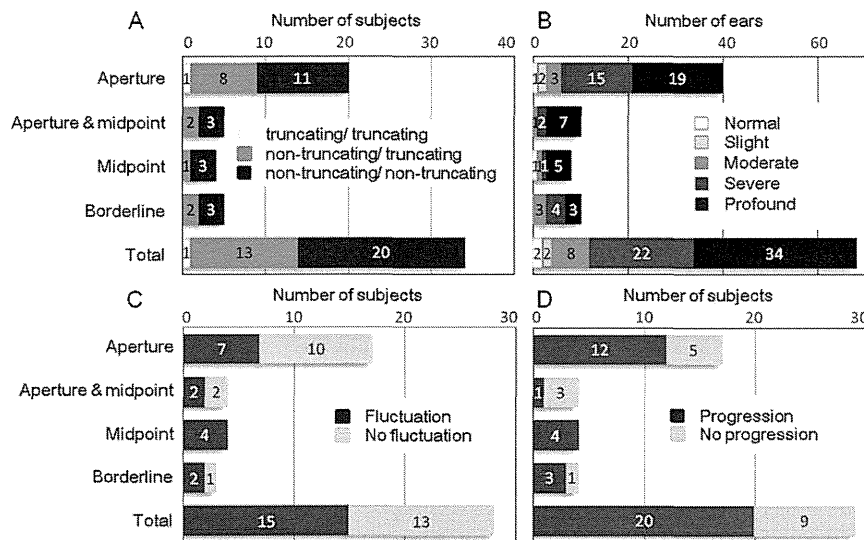 A
Number of subjects
0 10 20 30 40
Aperture 1 8 11
Aperture & midpoint 2 3
Midpoint 1 3
Borderline 2 3
Total 1 13 20
truncating/ truncating
non-truncating/ truncating
non-truncating/ non-truncating
B
Number of ears
0 20 40 60
12 3 15 19
1 2 7
1 1 5
3 4 3
2 2 8 22 34
Normal
Slight
Moderate
Severe
Profound
C
Number of subjects
0 10 20 30
Aperture 7 10
Aperture & midpoint 2 2
Midpoint 4
Borderline 2 1
Total 15 13
Fluctuation
No fluctuation
D
Number of subjects
0 10 20 30
12 5
1 3
4
3 1
20 9
Progression
No progression